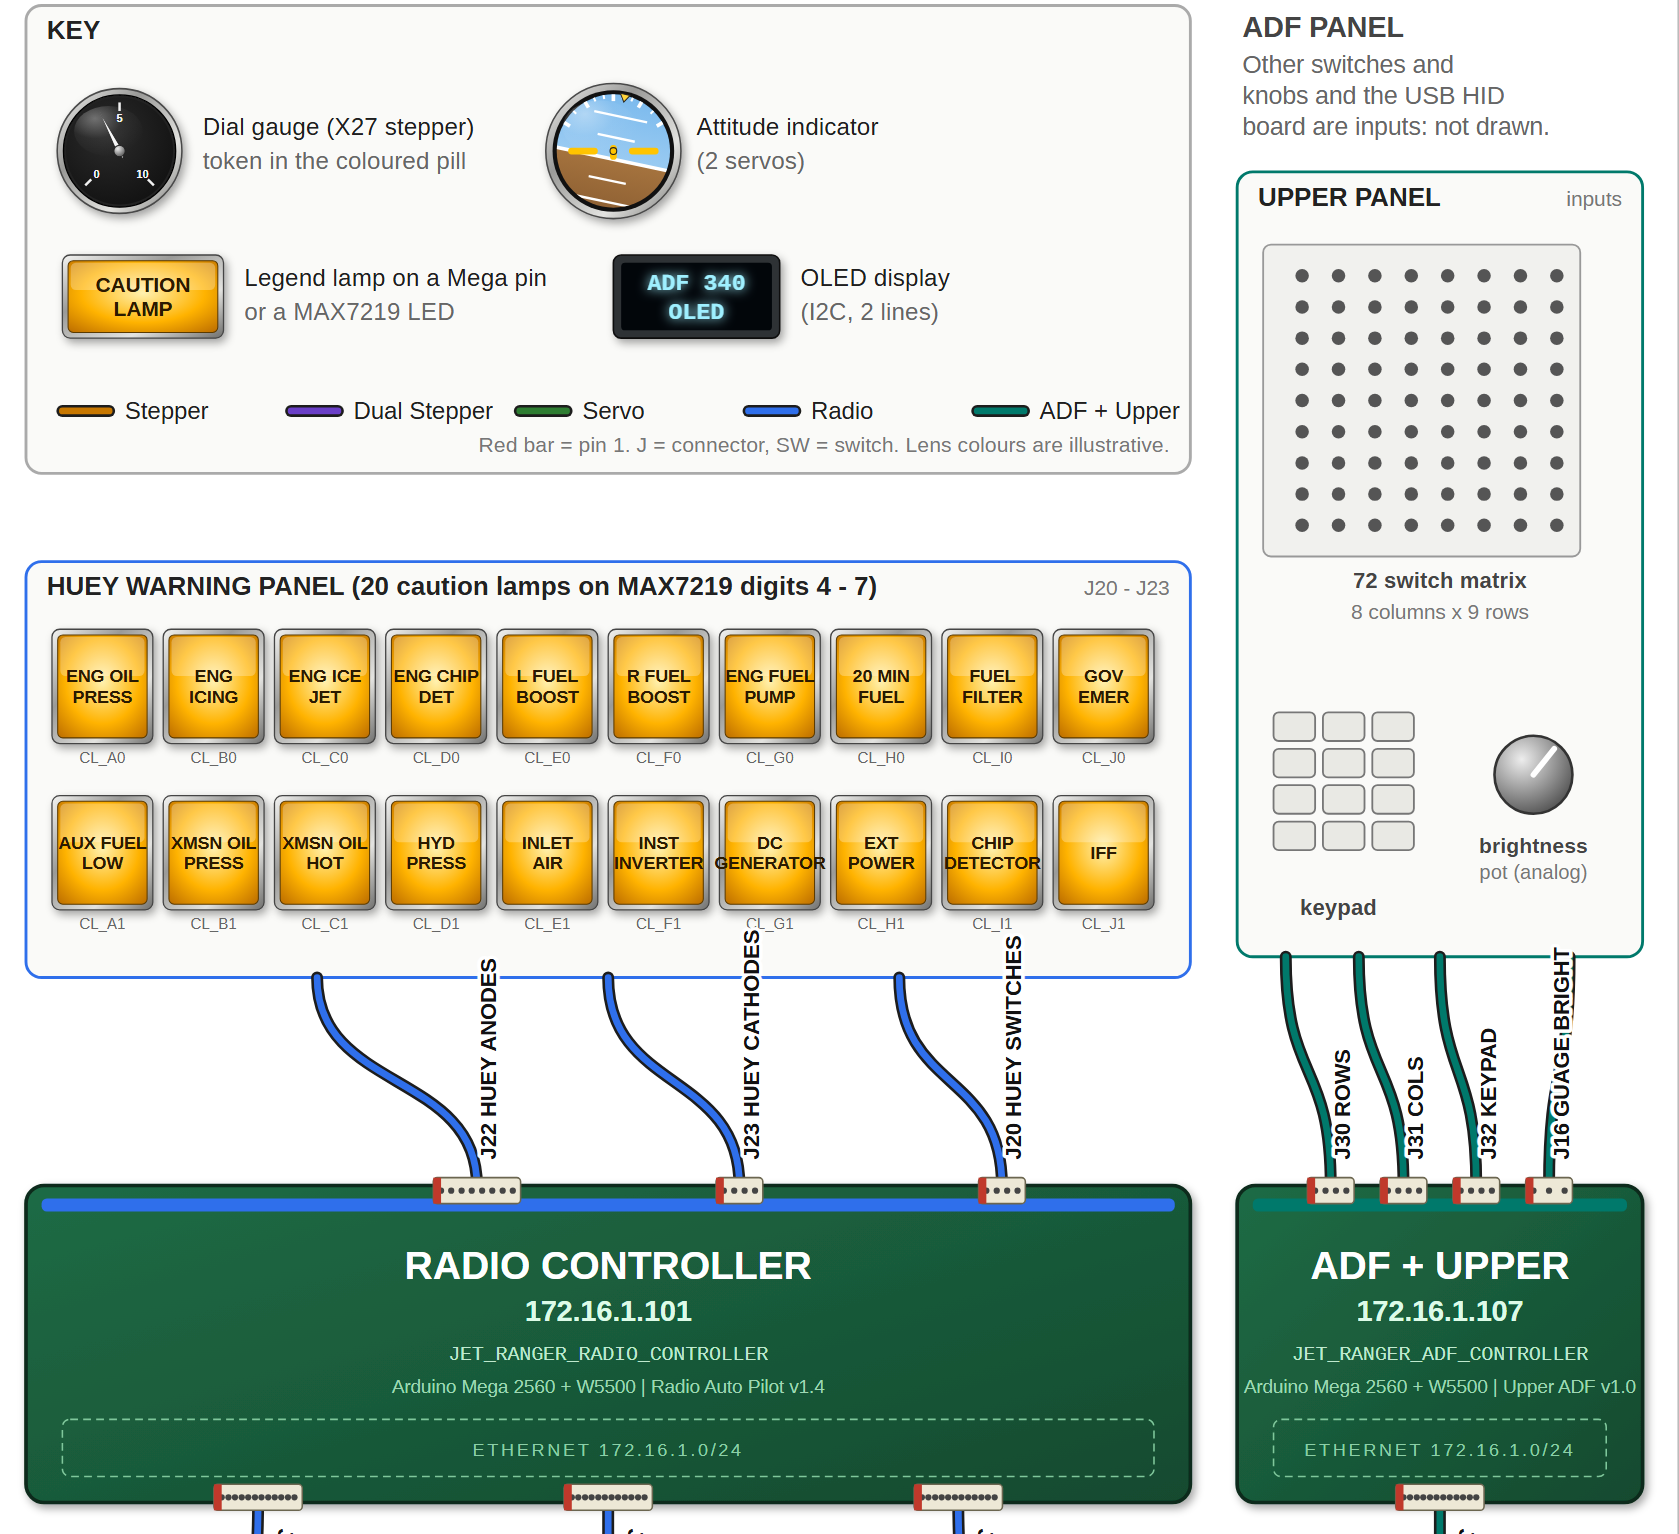 KEY
5
0
10
Dial gauge (X27 stepper)
token in the coloured pill
Attitude indicator
(2 servos)
CAUTION
LAMP
Legend lamp on a Mega pin
or a MAX7219 LED
ADF 340
OLED
OLED display
(I2C, 2 lines)
Stepper
Dual Stepper
Servo
Radio
ADF + Upper
Red bar = pin 1. J = connector, SW = switch. Lens colours are illustrative.
ADF PANEL
Other switches and
knobs and the USB HID
board are inputs: not drawn.
UPPER PANEL
inputs
72 switch matrix
8 columns x 9 rows
keypad
brightness
pot (analog)
HUEY WARNING PANEL (20 caution lamps on MAX7219 digits 4 - 7)
J20 - J23
ENG OIL
PRESS
CL_A0
ENG
ICING
CL_B0
ENG ICE
JET
CL_C0
ENG CHIP
DET
CL_D0
L FUEL
BOOST
CL_E0
R FUEL
BOOST
CL_F0
ENG FUEL
PUMP
CL_G0
20 MIN
FUEL
CL_H0
FUEL
FILTER
CL_I0
GOV
EMER
CL_J0
AUX FUEL
LOW
CL_A1
XMSN OIL
PRESS
CL_B1
XMSN OIL
HOT
CL_C1
HYD
PRESS
CL_D1
INLET
AIR
CL_E1
INST
INVERTER
CL_F1
DC
GENERATOR
CL_G1
EXT
POWER
CL_H1
CHIP
DETECTOR
CL_I1
IFF
CL_J1
J22 HUEY ANODES
J23 HUEY CATHODES
J20 HUEY SWITCHES
J30 ROWS
J31 COLS
J32 KEYPAD
J16 GUAGE BRIGHT
RADIO CONTROLLER
172.16.1.101
JET_RANGER_RADIO_CONTROLLER
Arduino Mega 2560 + W5500 | Radio Auto Pilot v1.4
ETHERNET 172.16.1.0/24
ADF + UPPER
172.16.1.107
JET_RANGER_ADF_CONTROLLER
Arduino Mega 2560 + W5500 | Upper ADF v1.0
ETHERNET 172.16.1.0/24